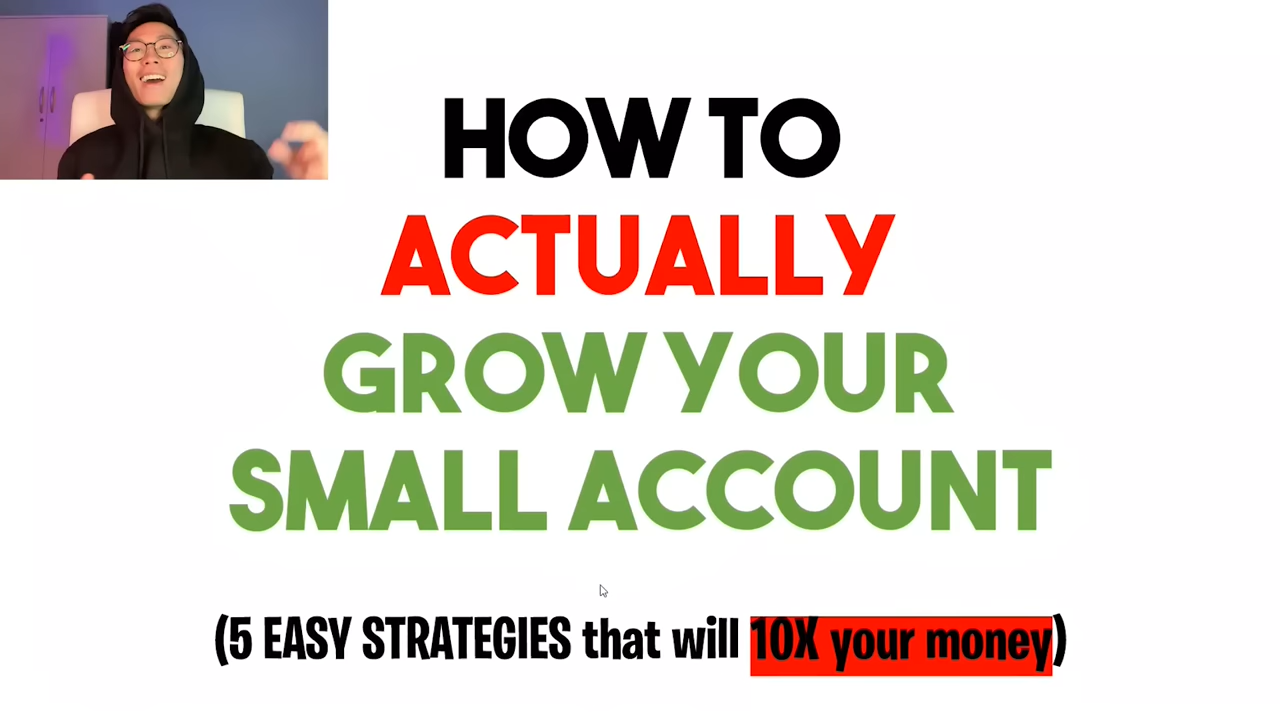 HOW TO
ACTUALLY
GROW YOUR
SMALL ACCOUNT
(5 EASY STRATEGIES that will 10X your money)